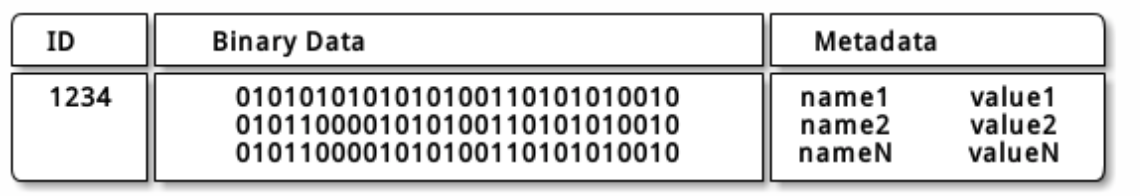 ID Binary Data Metadata
1234 010101010101010011010101010010 name1 value1
010110000101010011010101010010 name2 value2
010110000101010011010101010010 nameN valueN